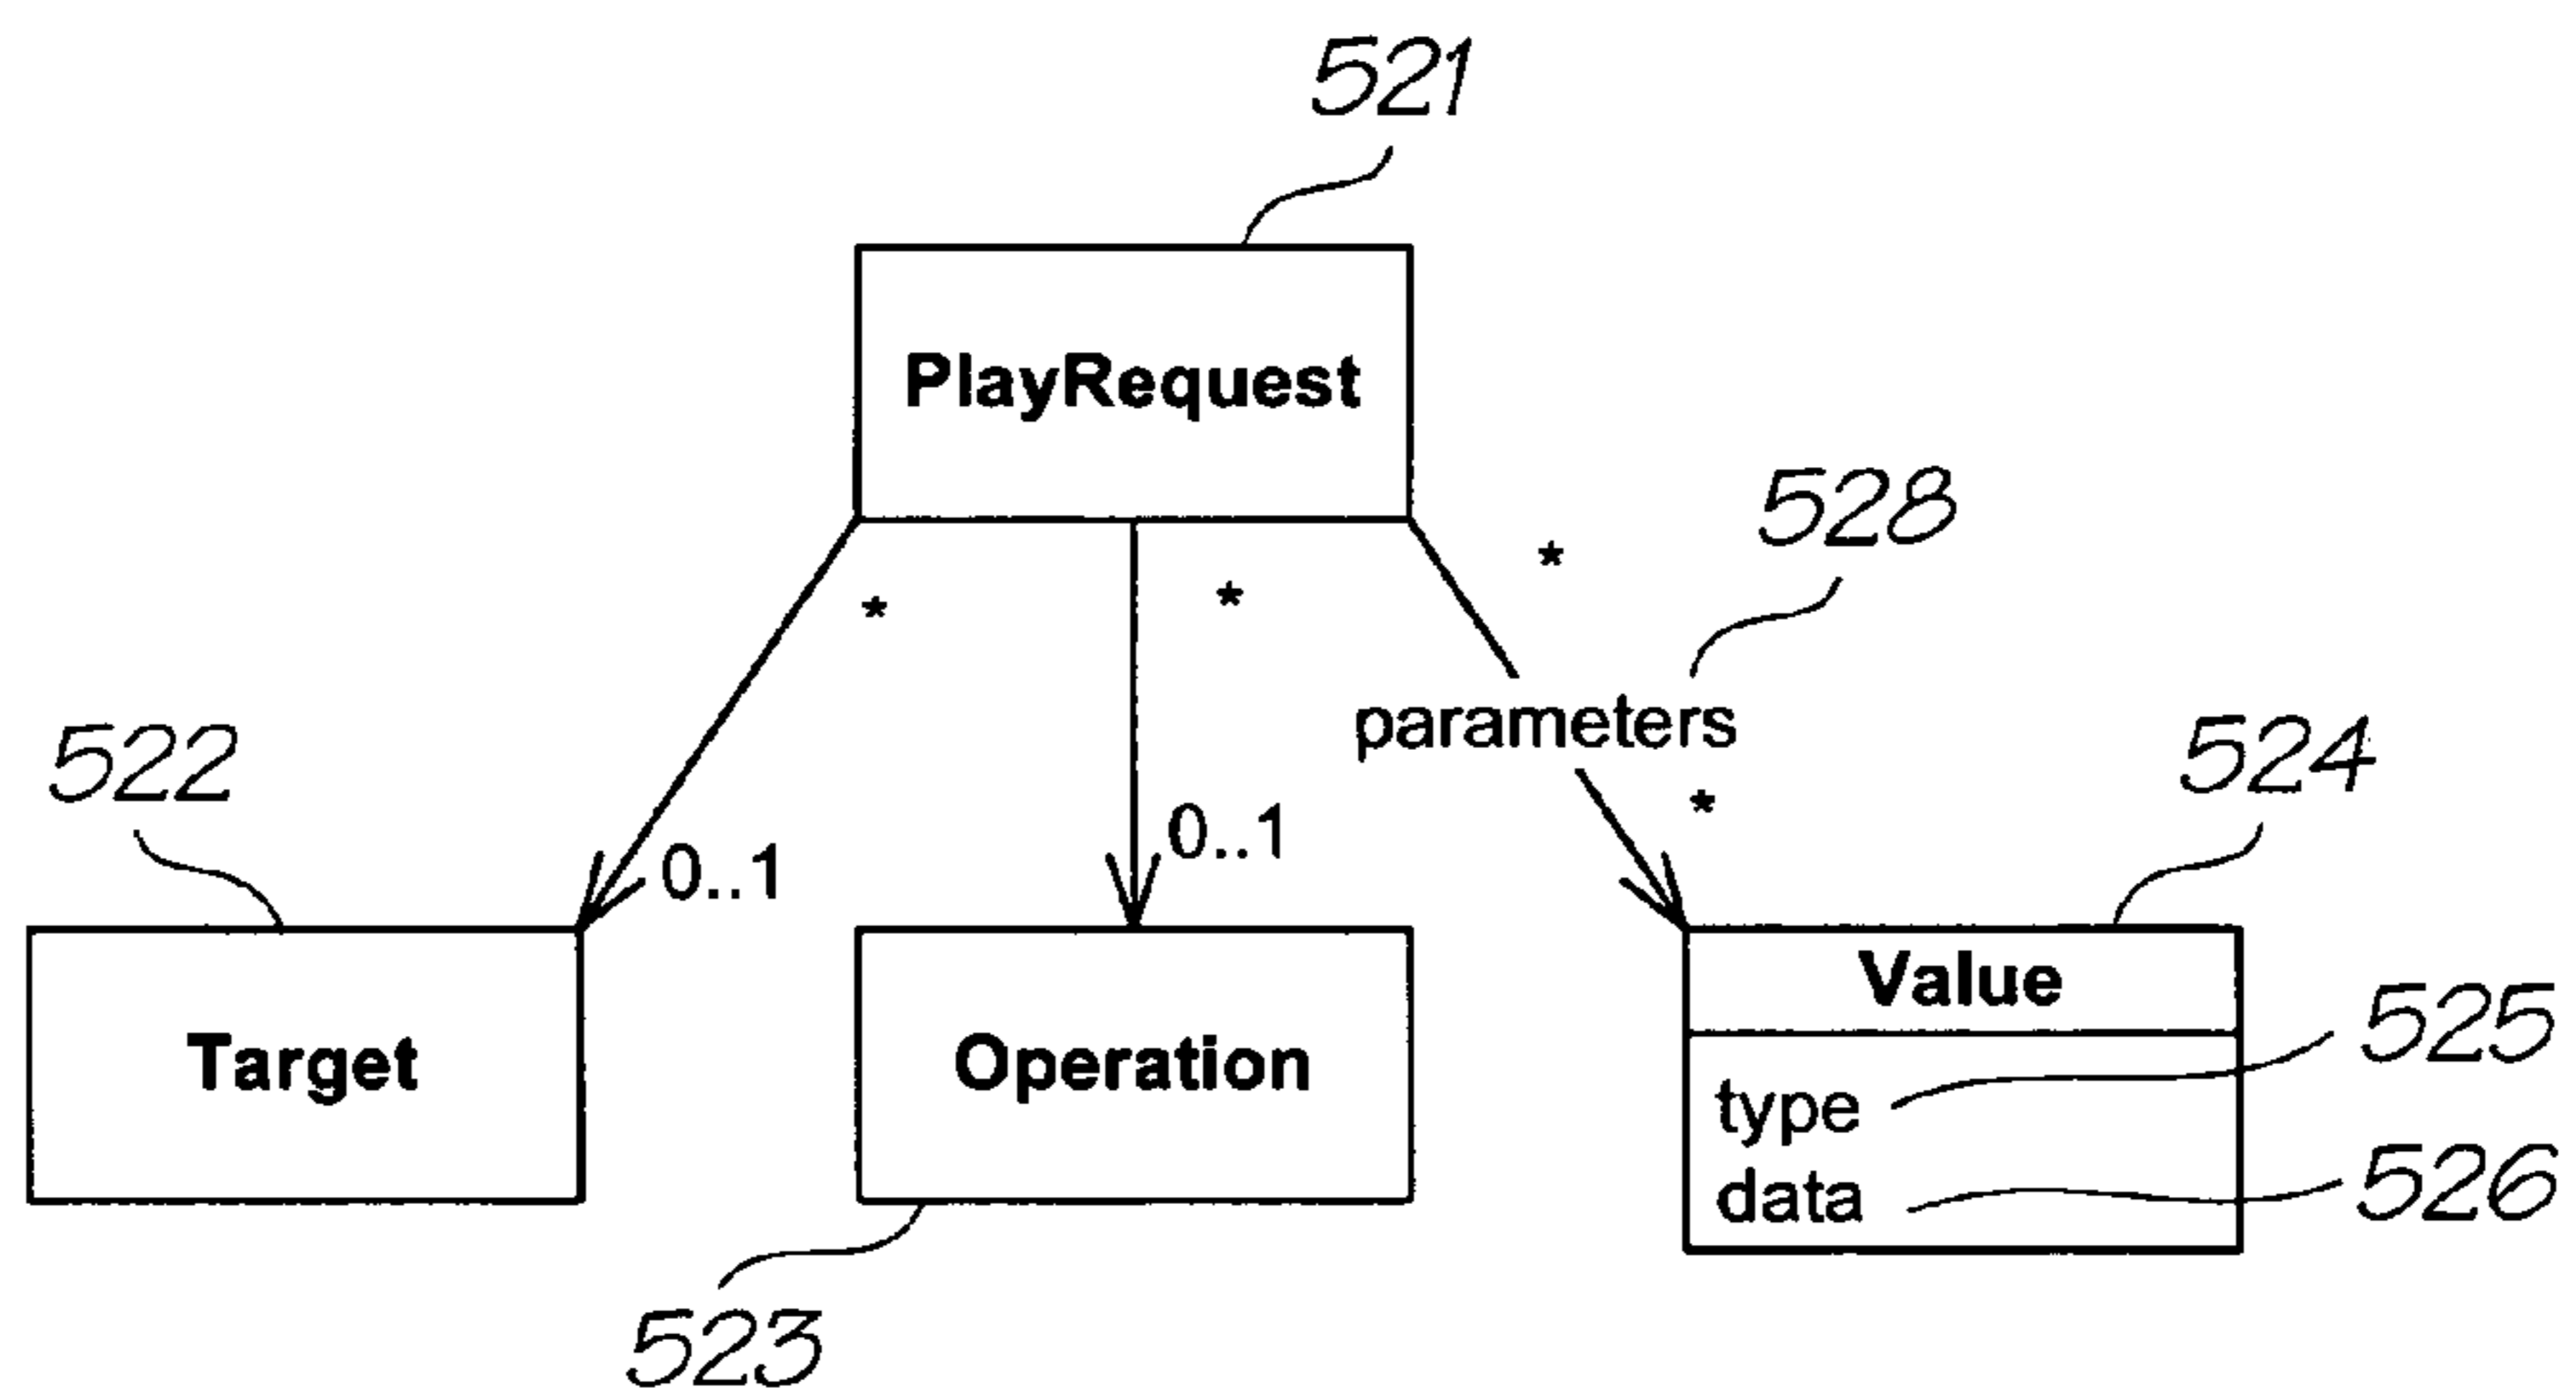 521
PlayRequest
528
* * *
parameters
522
524
*
0..1 0..1
Value
525
Target Operation
type
data
526
523